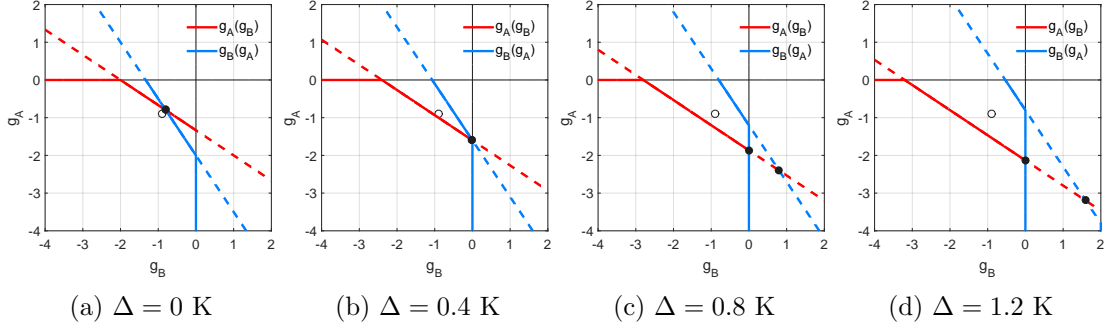 2
1
0
-1
-2
-3
-4
g_A
-4 -3 -2 -1 0 1 2
g_B
g_A(g_B)
g_B(g_A)
(a) Δ = 0 K
2
1
0
-1
-2
-3
-4
g_A
-4 -3 -2 -1 0 1 2
g_B
g_A(g_B)
g_B(g_A)
(b) Δ = 0.4 K
2
1
0
-1
-2
-3
-4
g_A
-4 -3 -2 -1 0 1 2
g_B
g_A(g_B)
g_B(g_A)
(c) Δ = 0.8 K
2
1
0
-1
-2
-3
-4
g_A
-4 -3 -2 -1 0 1 2
g_B
g_A(g_B)
g_B(g_A)
(d) Δ = 1.2 K